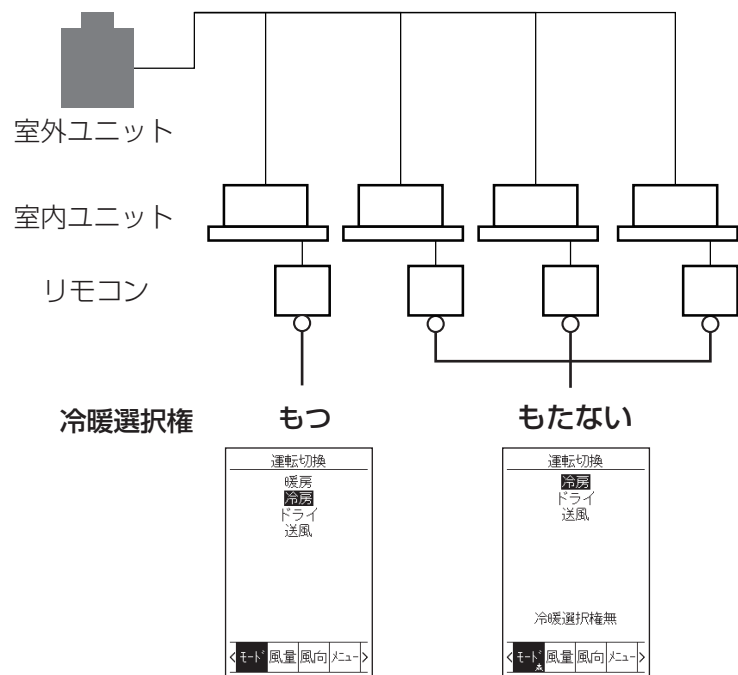 室外ユニット
室内ユニット
リモコン
冷暖選択権 もつ もたない
運転切換
暖房
冷房
ドライ
送風
< ﾓｰﾄﾞ 風量 風向 ﾒﾆｭｰ >
運転切換
冷房
ドライ
送風
冷暖選択権無
< ﾓｰﾄﾞ 風量 風向 ﾒﾆｭｰ >